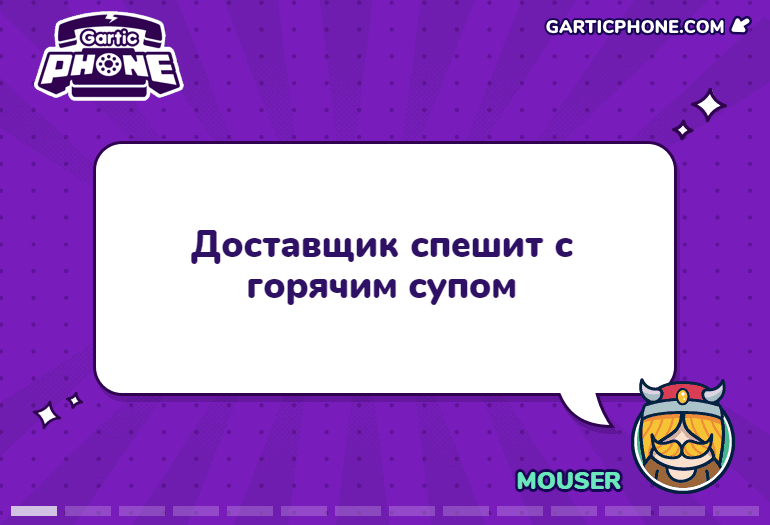 Gartic
PHONE
GARTICPHONE.COM
Доставщик спешит с
горячим супом
MOUSER